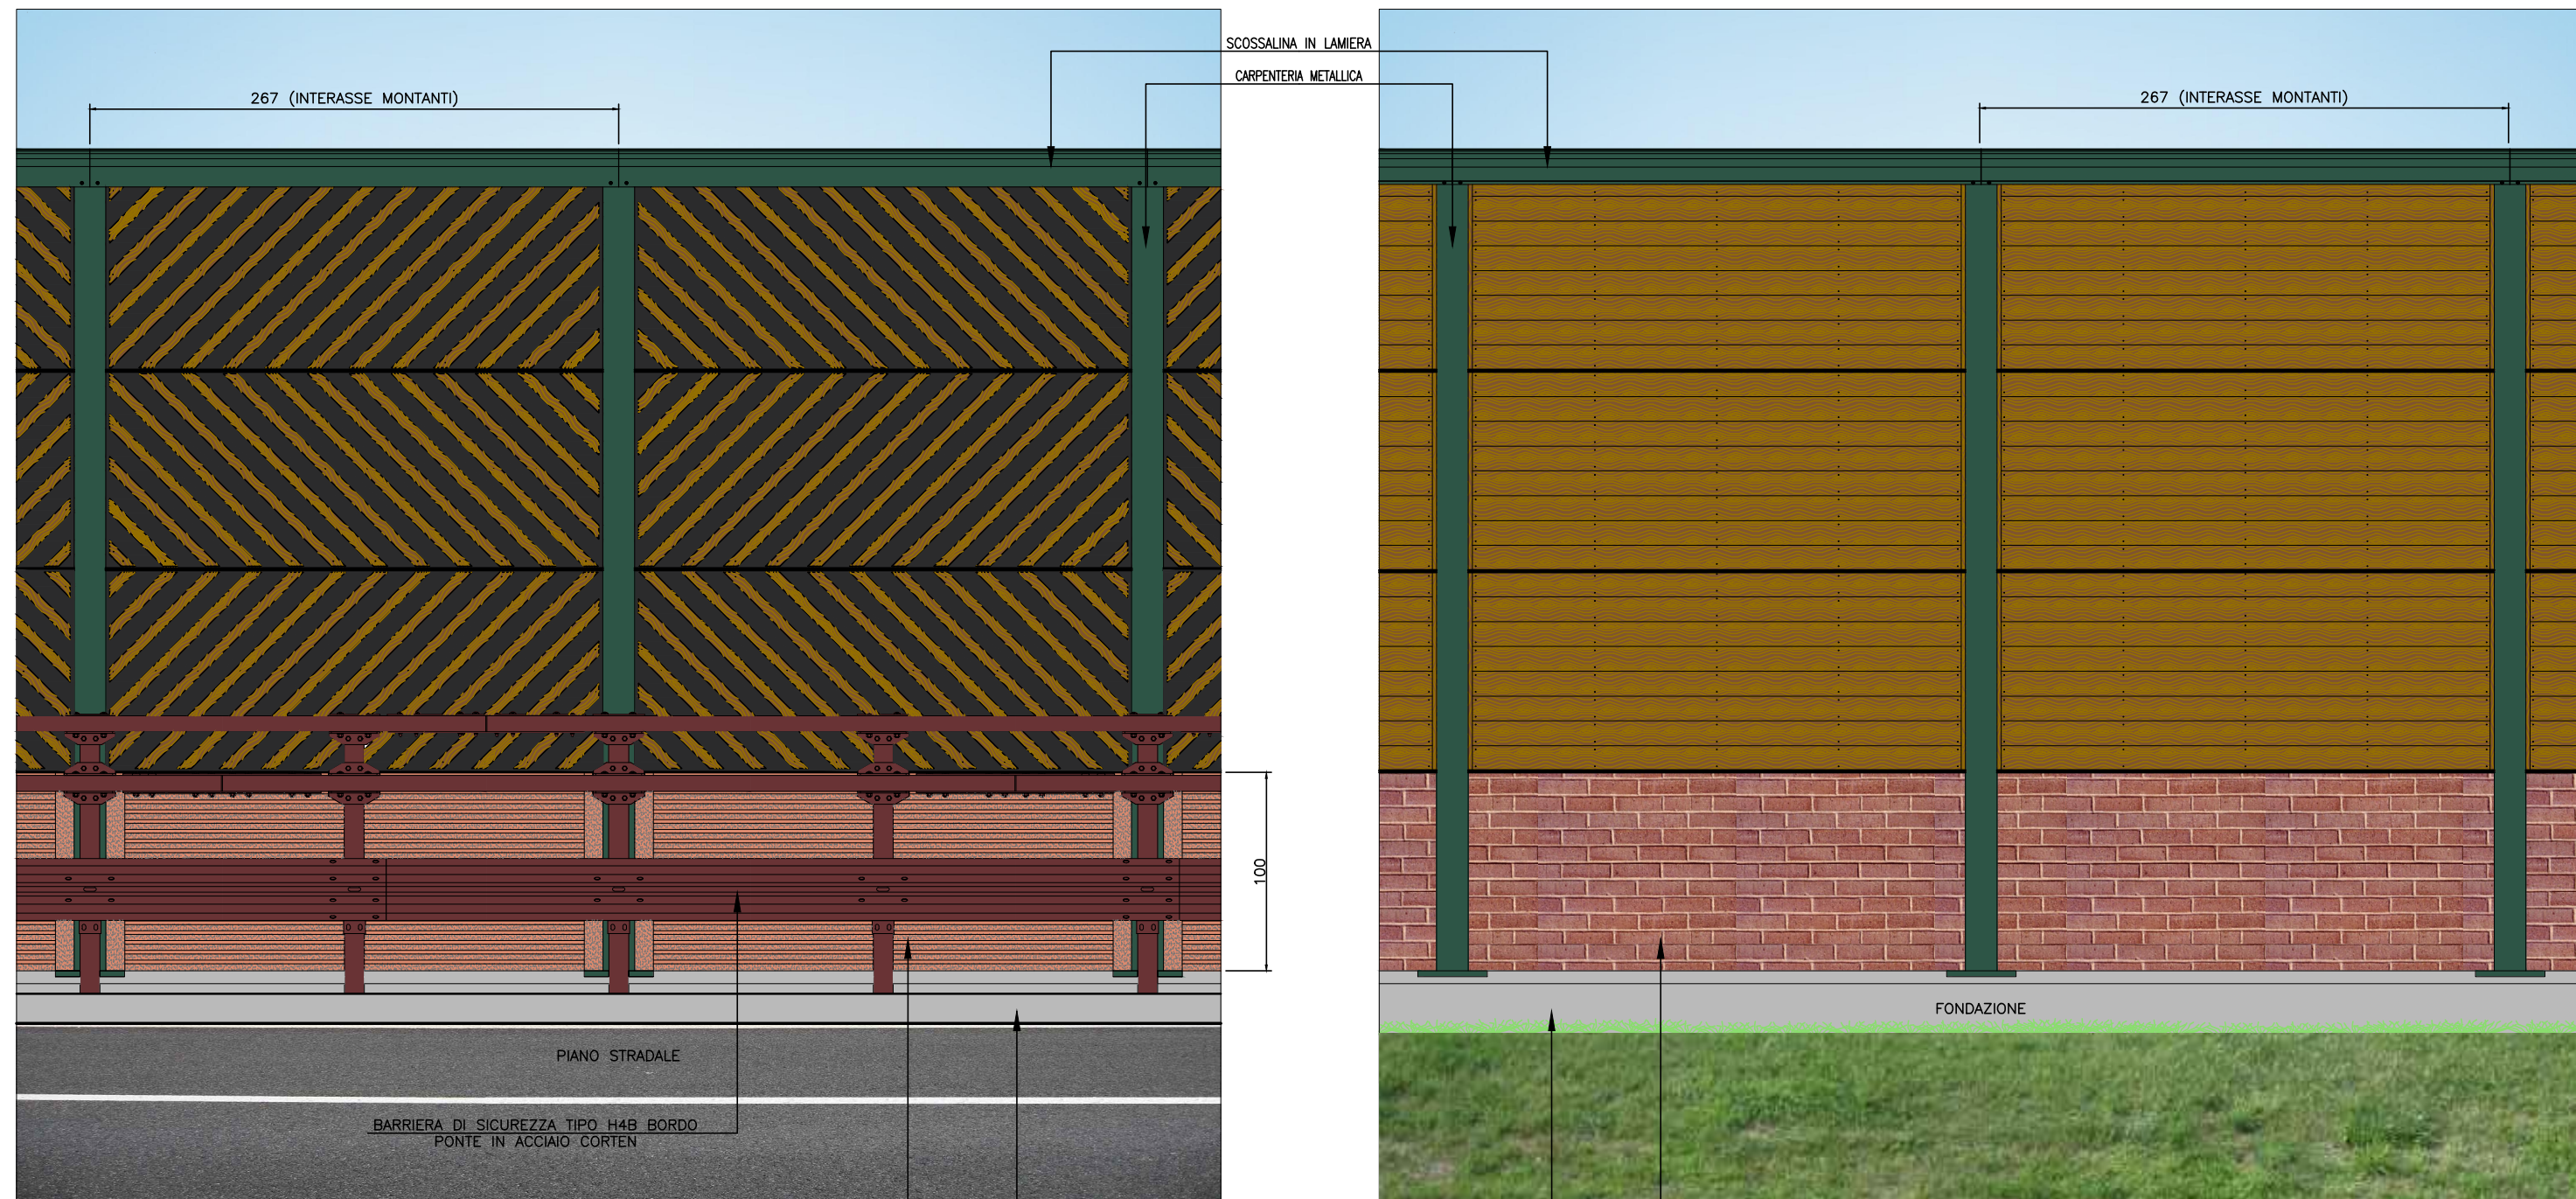 SCOSSALINA IN LAMIERA
CARPENTERIA METALLICA
267 (INTERASSE MONTANTI)
267 (INTERASSE MONTANTI)
100
FONDAZIONE
PIANO STRADALE
BARRIERA DI SICUREZZA TIPO H4B BORDO
PONTE IN ACCIAIO CORTEN